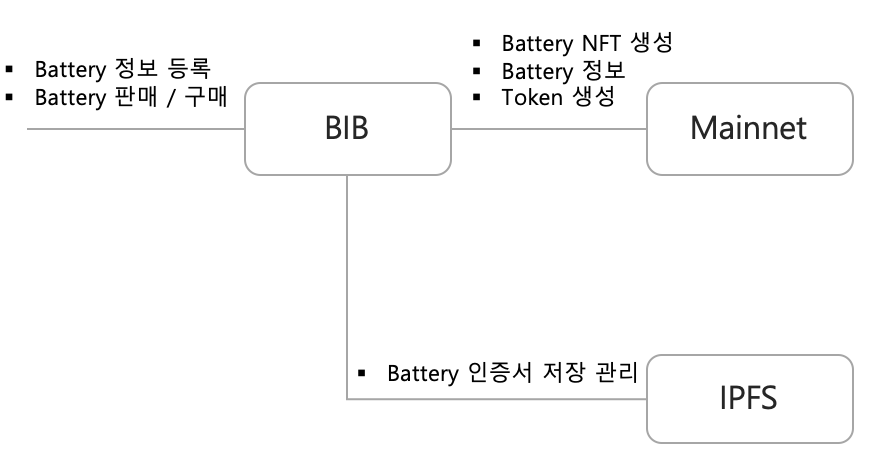 ▪ Battery 정보 등록
▪ Battery 판매 / 구매
BIB
▪ Battery NFT 생성
▪ Battery 정보
▪ Token 생성
Mainnet
▪ Battery 인증서 저장 관리
IPFS